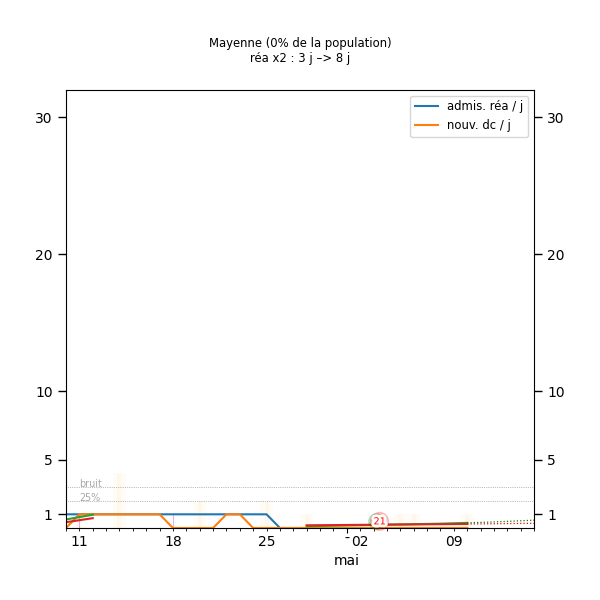 Mayenne (0% de la population)
réa x2 : 3 j –> 8 j
admis. réa / j
nouv. dc / j
30
30
20
20
10
10
5
5
bruit
25%
1
1
21
11
18
25
02
09
mai